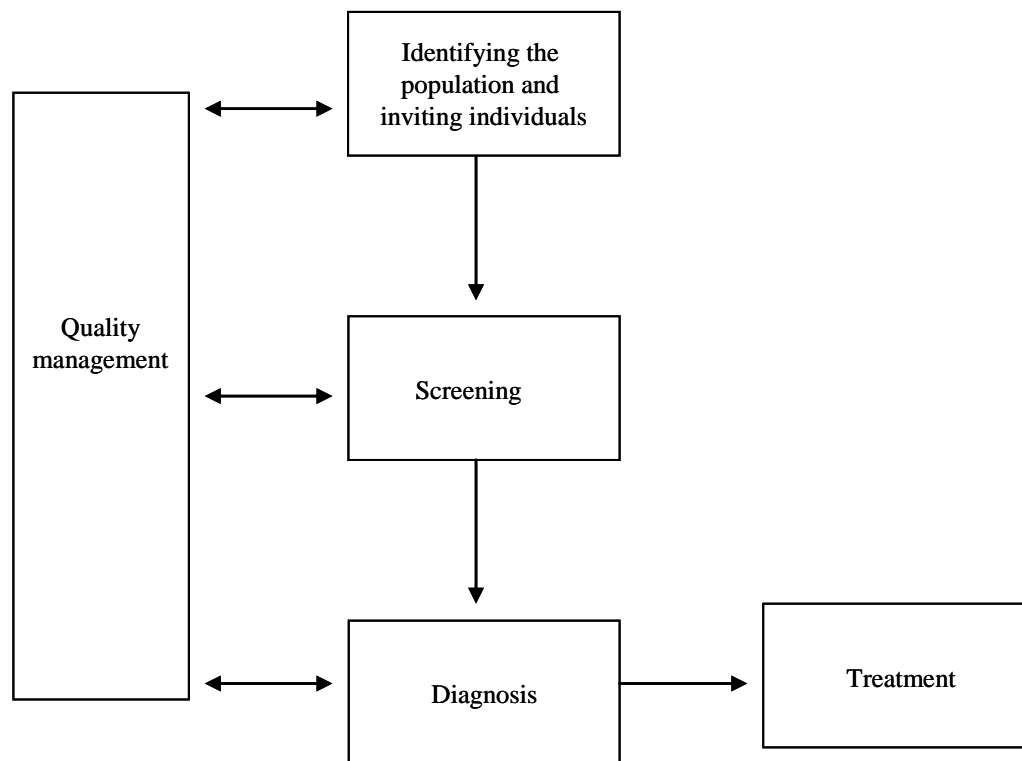 Identifying the
population and
inviting individuals
Quality
management
Screening
Diagnosis
Treatment